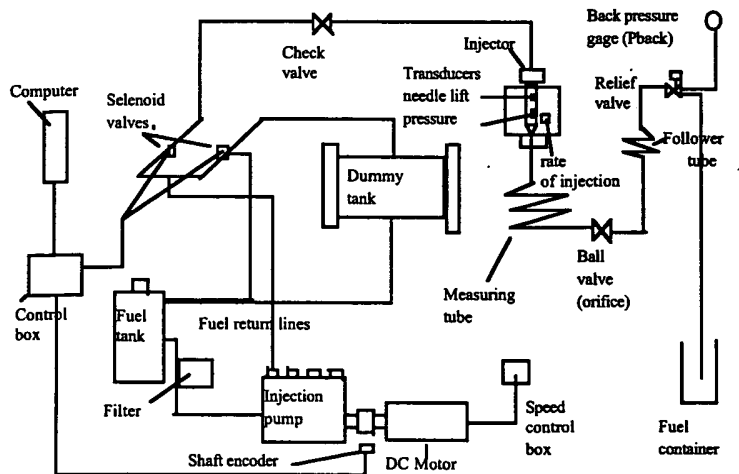 Back pressure
gage (Pback)
Check
valve
Injector
Transducers
needle lift
pressure
Relief
valve
Computer
Selenoid
valves
Follower
tube
rate
of injection
Dummy
tank
Ball
valve
(orifice)
Measuring
tube
Control
box
Fuel
tank
Fuel return lines
Filter
Injection
pump
Speed
control
box
Fuel
container
Shaft encoder
DC Motor